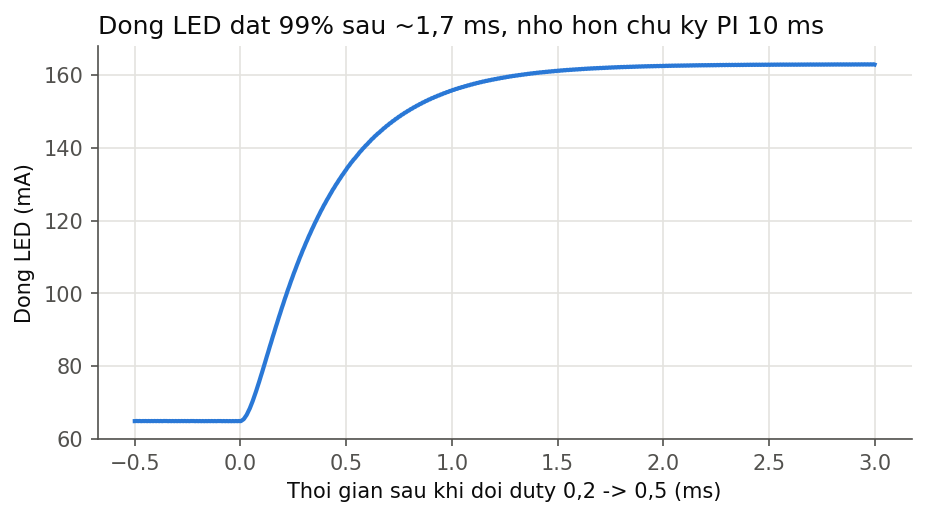 Dong LED dat 99% sau ~1,7 ms, nho hon chu ky PI 10 ms
Dong LED (mA)
160
140
120
100
80
60
−0.5 0.0 0.5 1.0 1.5 2.0 2.5 3.0
Thoi gian sau khi doi duty 0,2 -> 0,5 (ms)